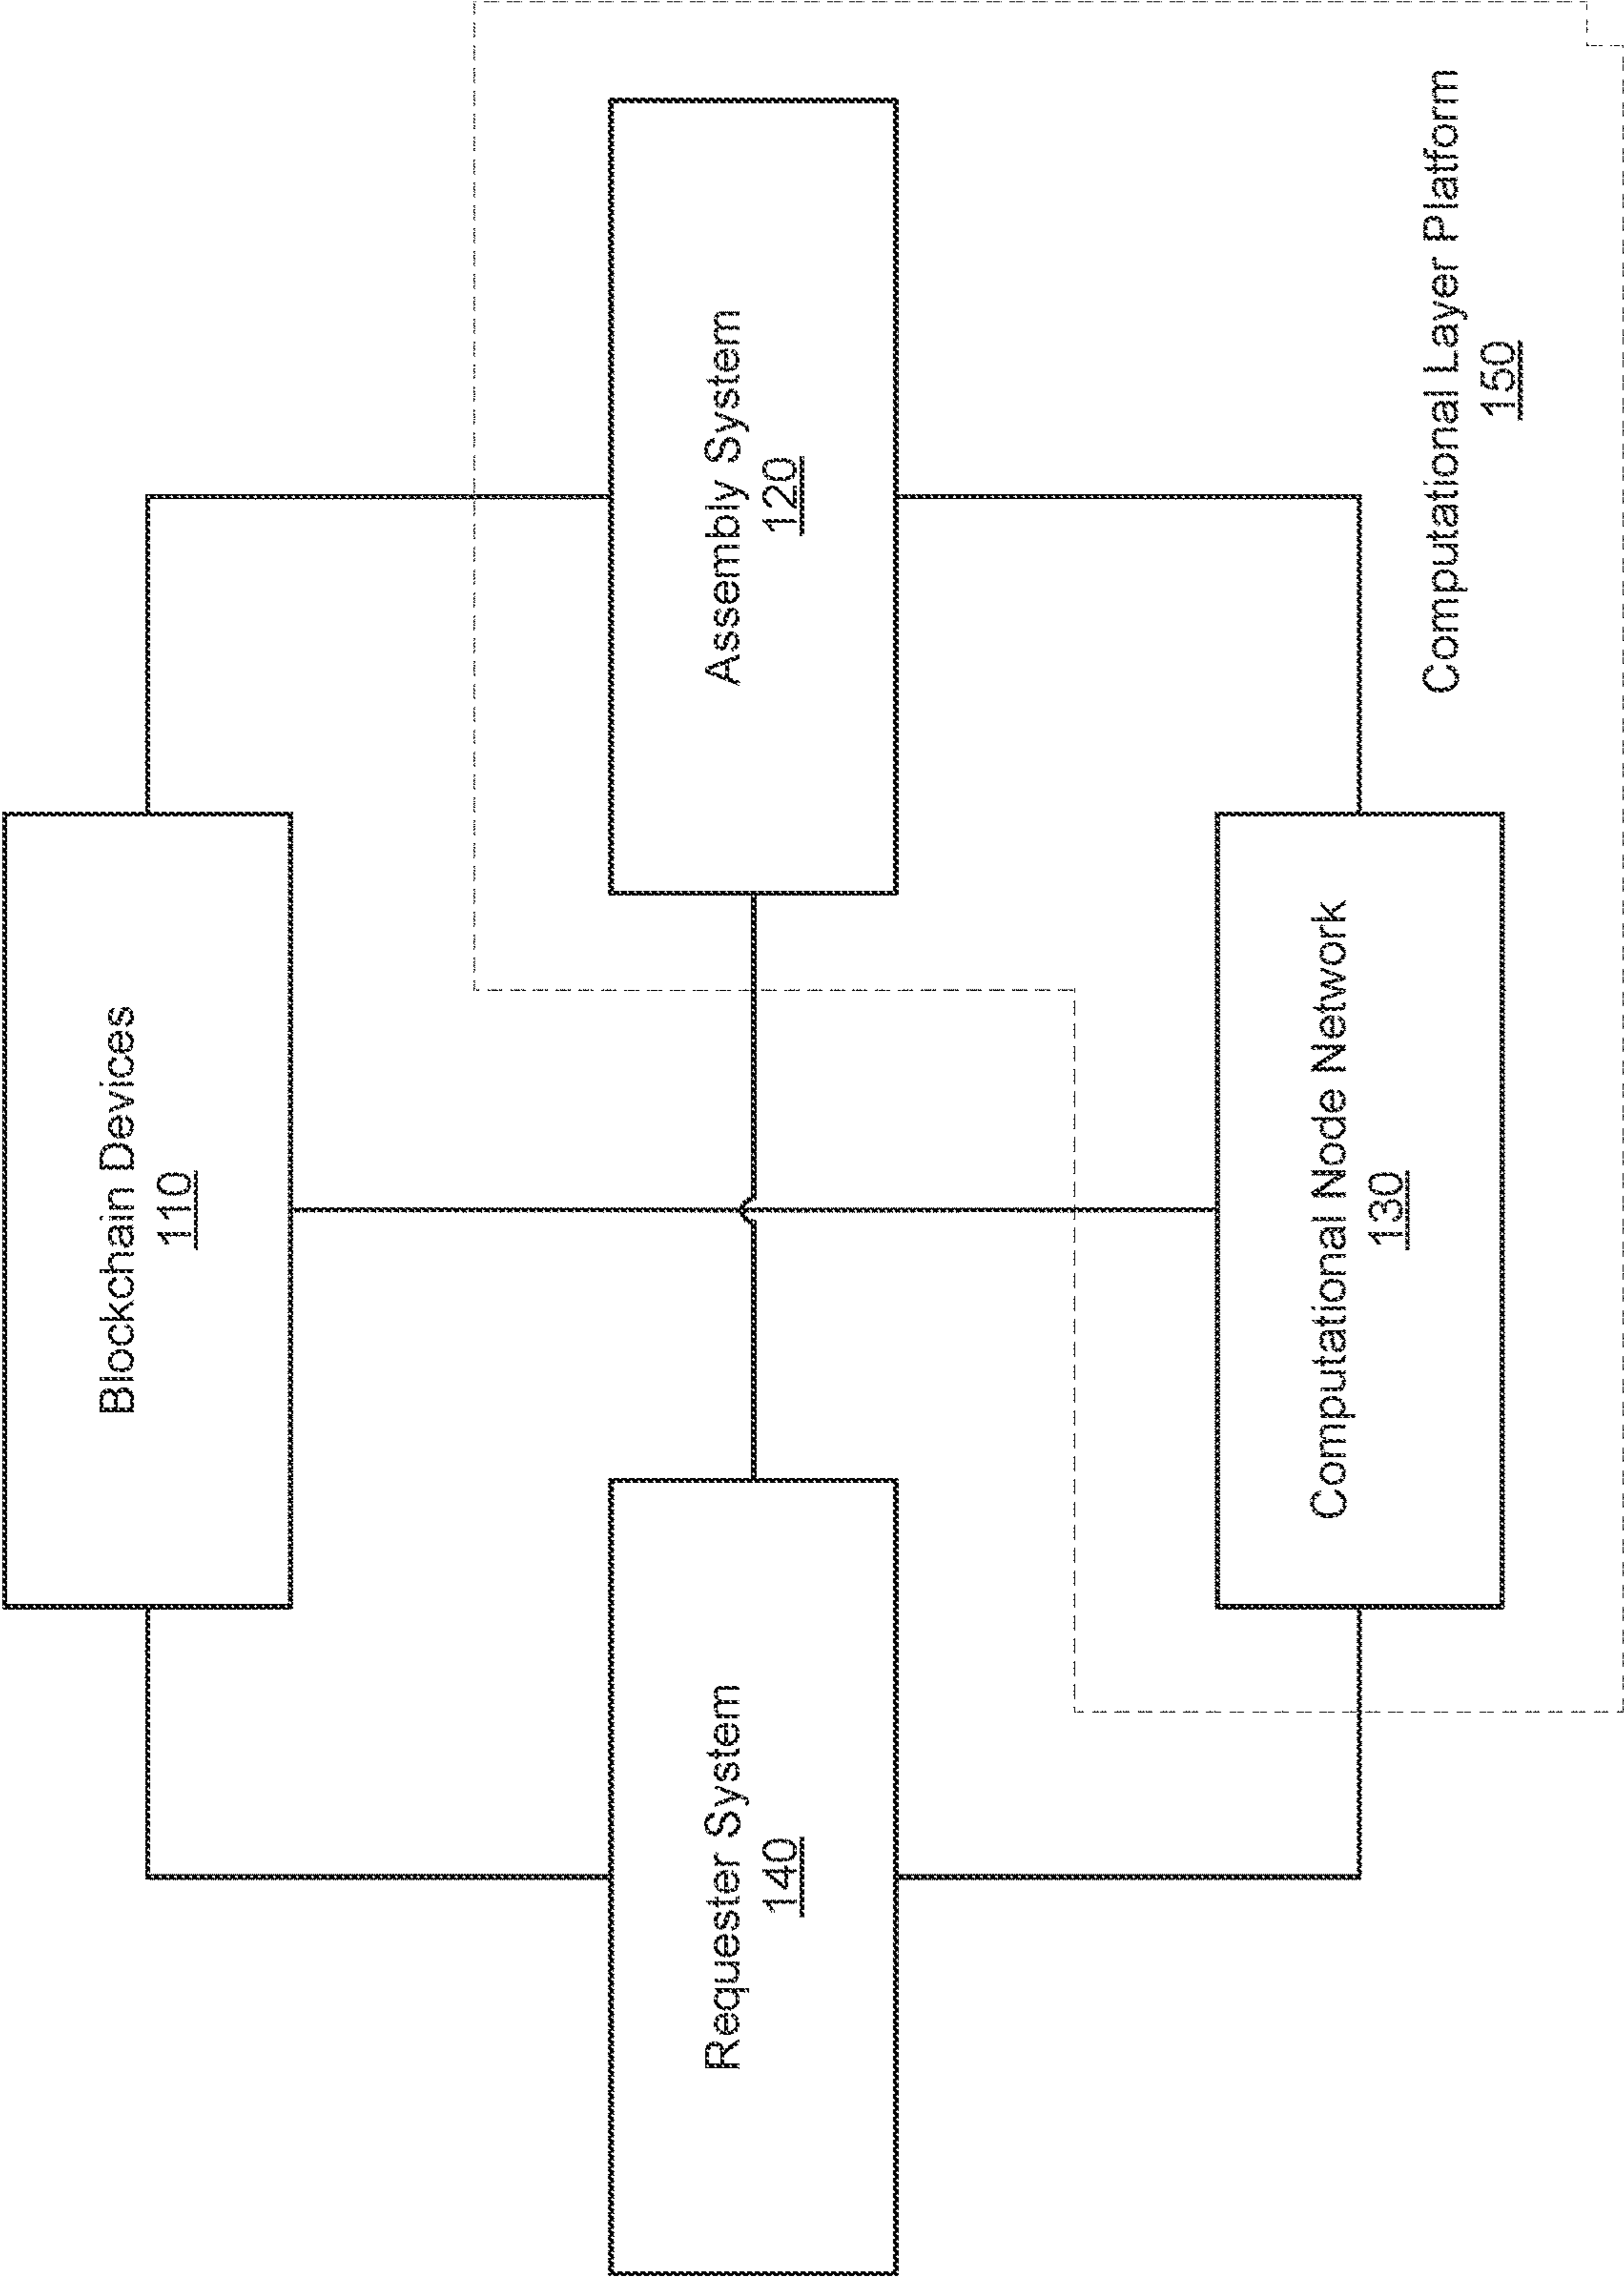 Blockchain Devices
110
Requester System
140
Assembly System
120
Computational Node Network
130
Computational Layer Platform
150